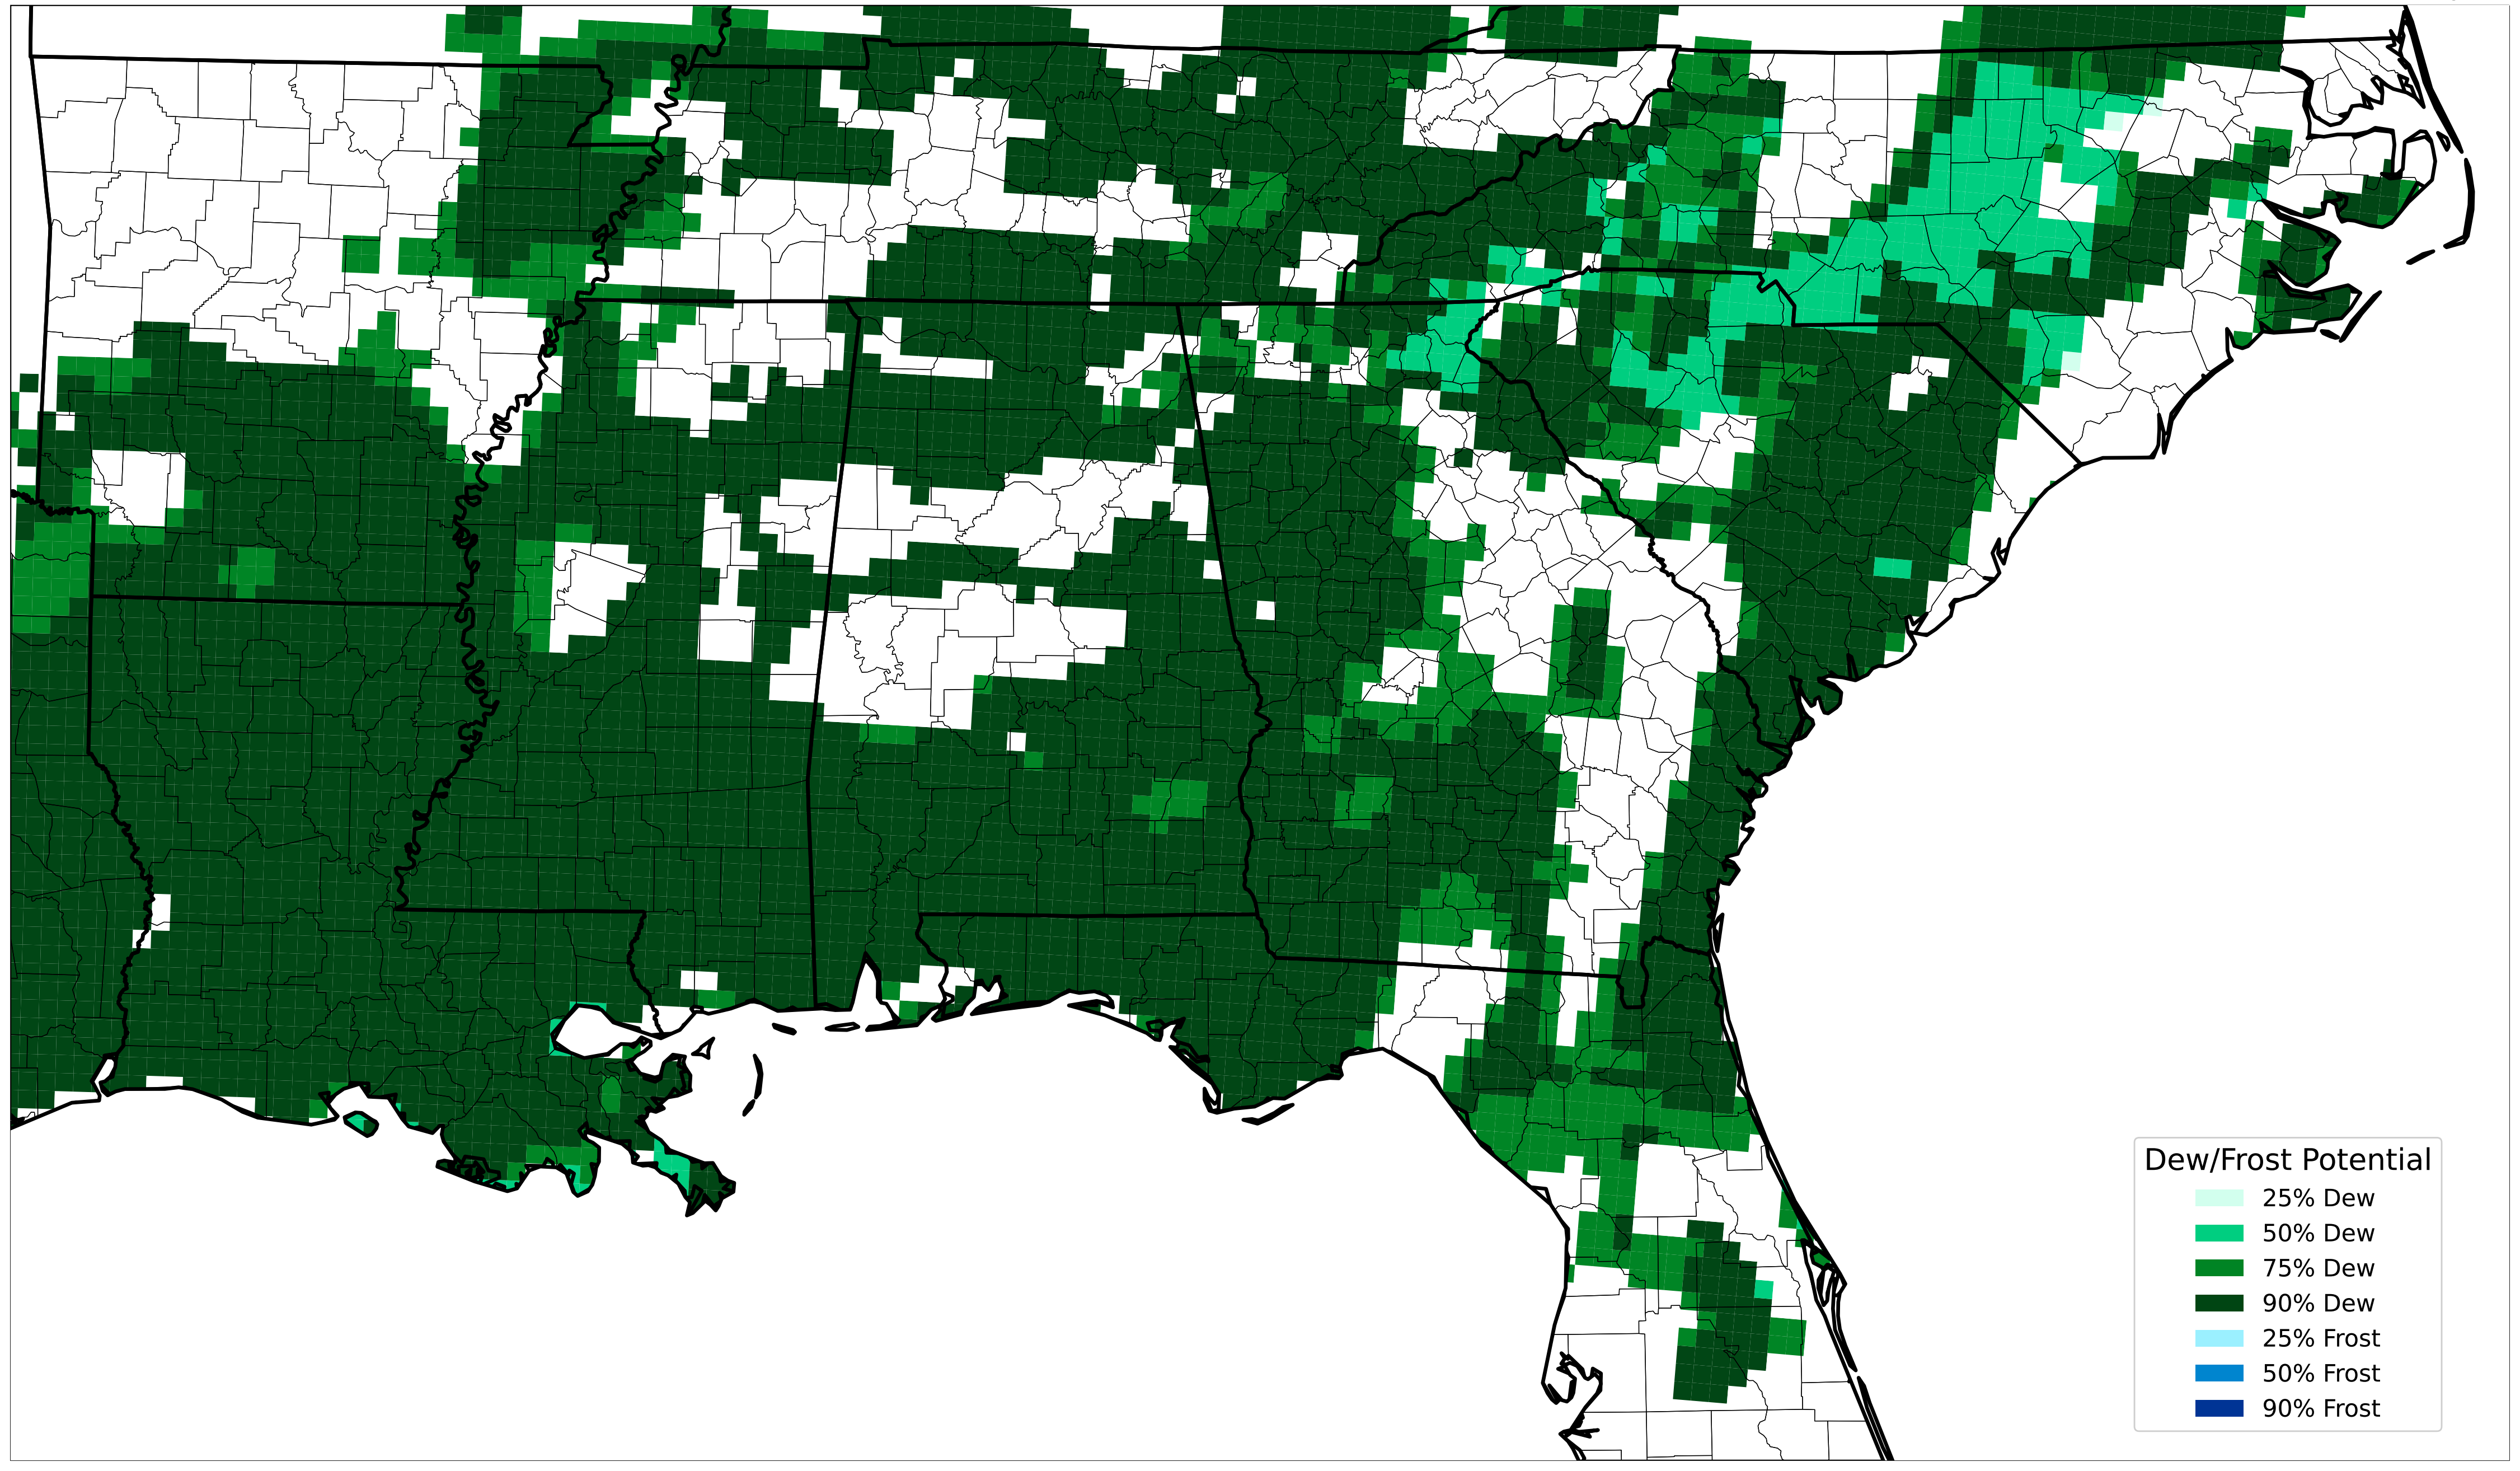 Dew/Frost Potential
25% Dew
50% Dew
75% Dew
90% Dew
25% Frost
50% Frost
90% Frost